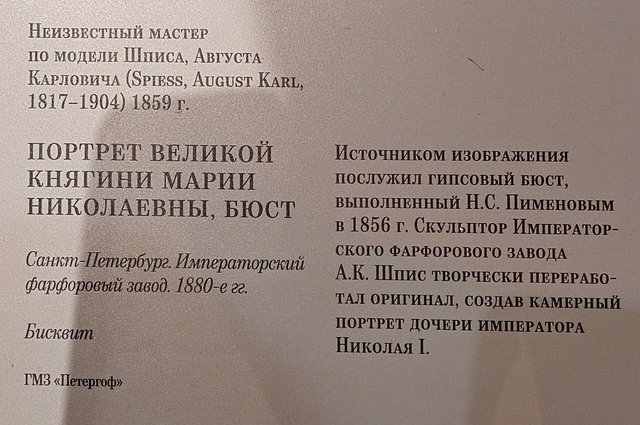 Неизвестный мастер
по модели Шписа, Августа
Карловича (Spiess, August Karl,
1817–1904) 1859 г.
ПОРТРЕТ ВЕЛИКОЙ
КНЯГИНИ МАРИИ
НИКОЛАЕВНЫ, БЮСТ
Санкт-Петербург. Императорский
фарфоровый завод. 1880-е гг.
Бисквит
ГМЗ «Петергоф»
Источником изображения
послужил гипсовый бюст,
выполненный Н.С. Пименовым
в 1856 г. Скульптор Император-
ского фарфорового завода
А.К. Шпис творчески перерабо-
тал оригинал, создав камерный
портрет дочери императора
Николая I.